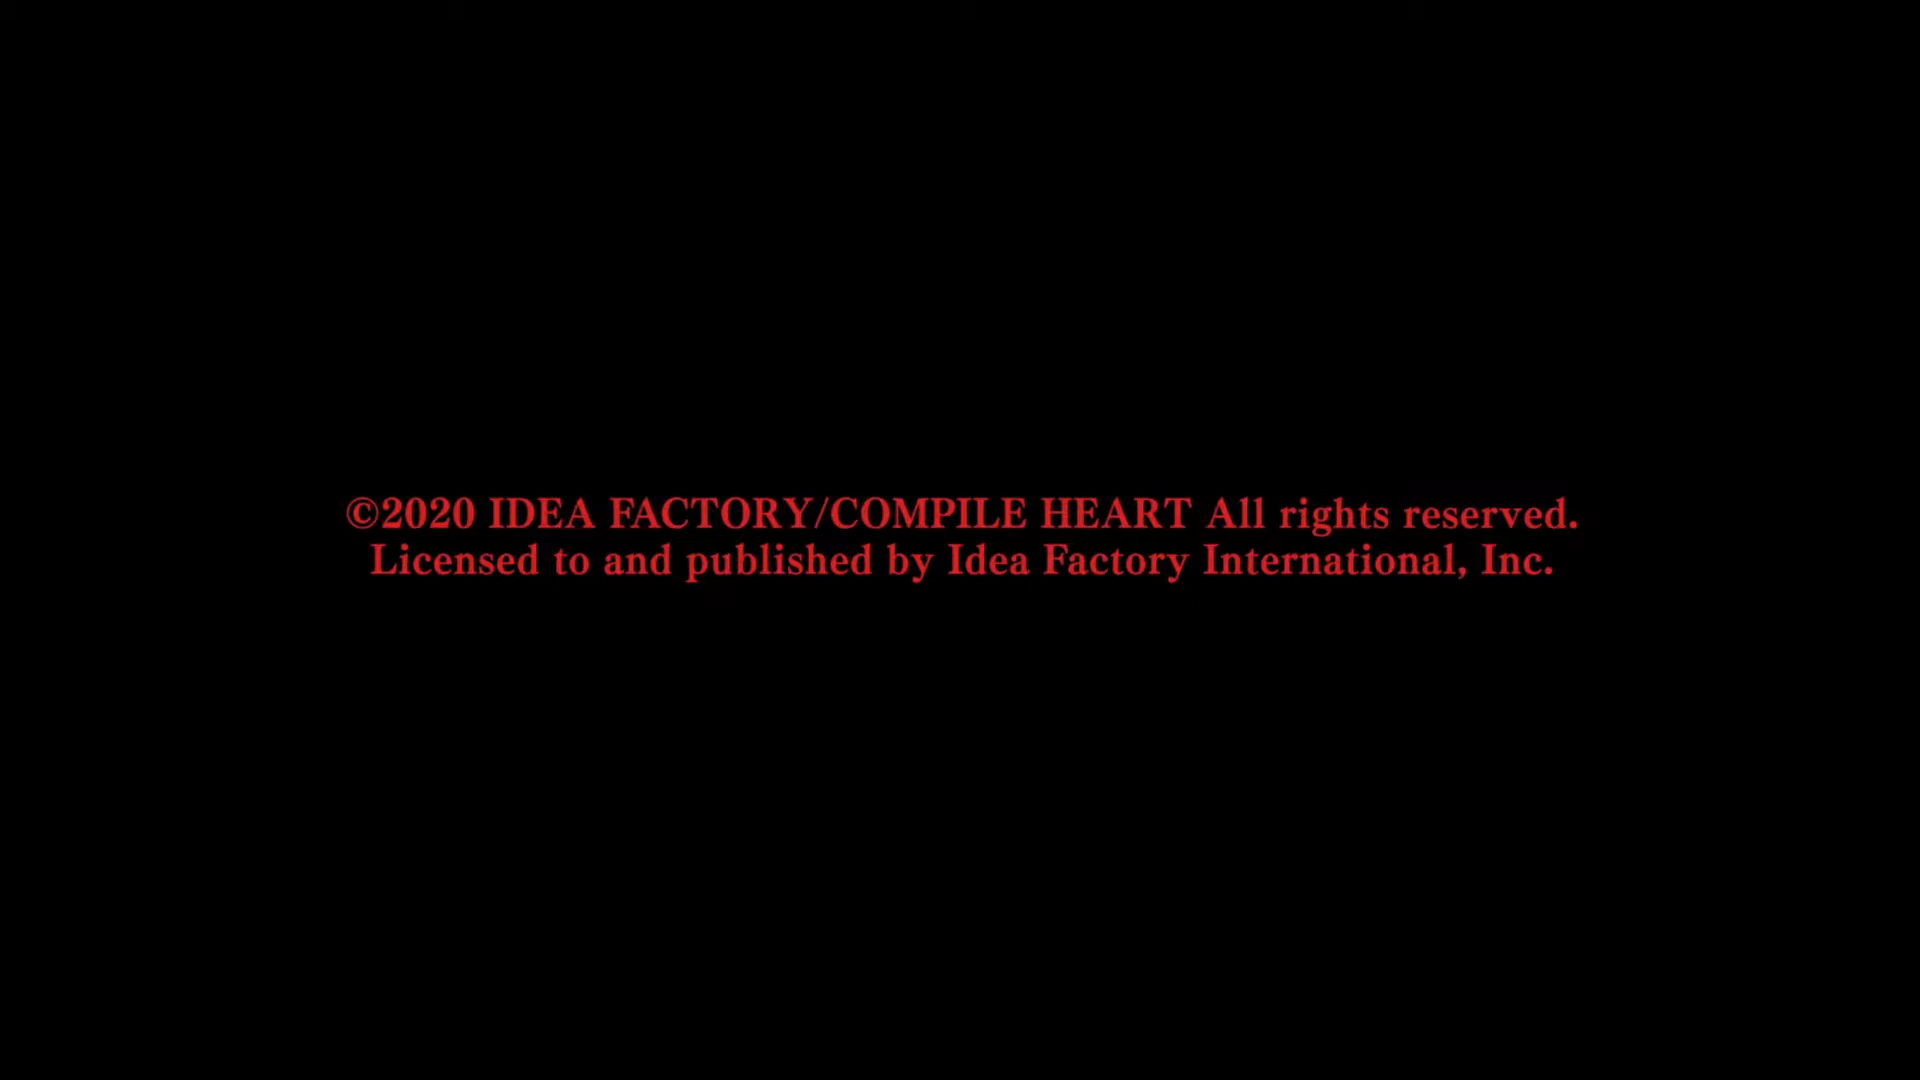 ©2020 IDEA FACTORY/COMPILE HEART All rights reserved.
Licensed to and published by Idea Factory International, Inc.